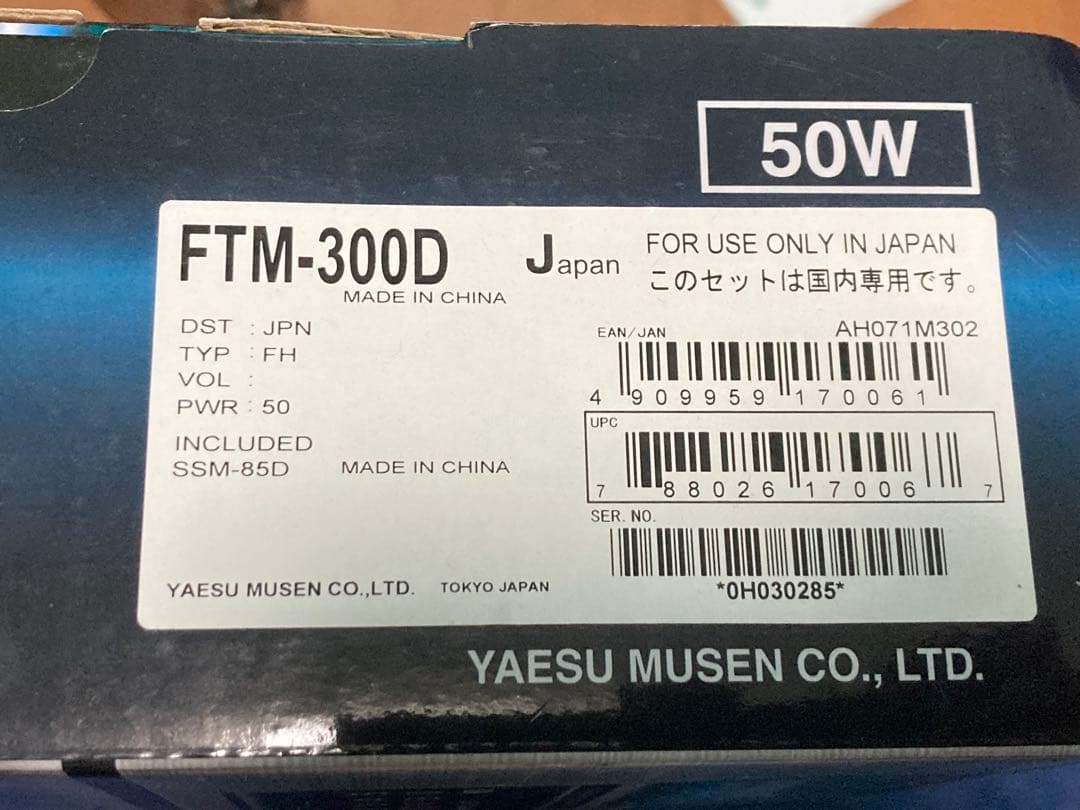 50W
FTM-300D
Japan
FOR USE ONLY IN JAPAN
このセットは国内専用です。
MADE IN CHINA
DST : JPN
TYP : FH
VOL :
PWR : 50
INCLUDED
SSM-85D MADE IN CHINA
EAN/JAN AH071M302
4 909959 170061
UPC
7 88026 17006 7
SER. NO.
*0H030285*
YAESU MUSEN CO.,LTD. TOKYO JAPAN
YAESU MUSEN CO., LTD.